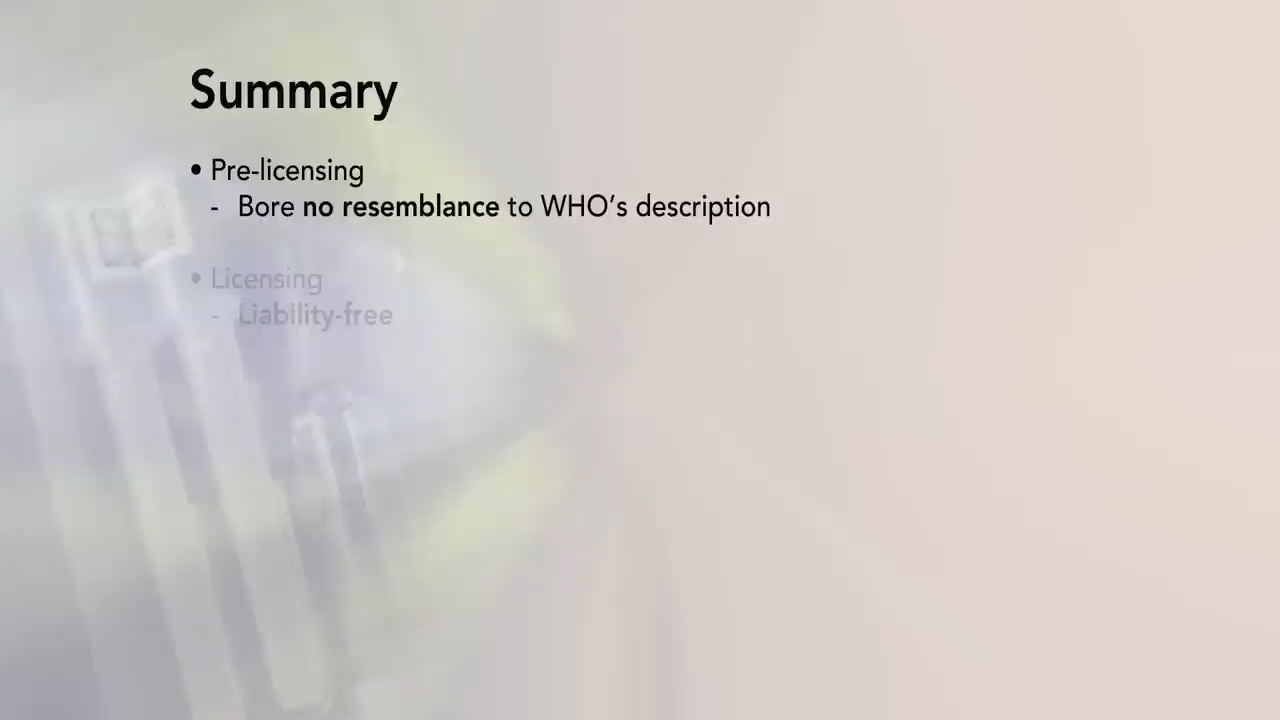 Summary
• Pre-licensing
- Bore no resemblance to WHO’s description
• Licensing
- Liability-free